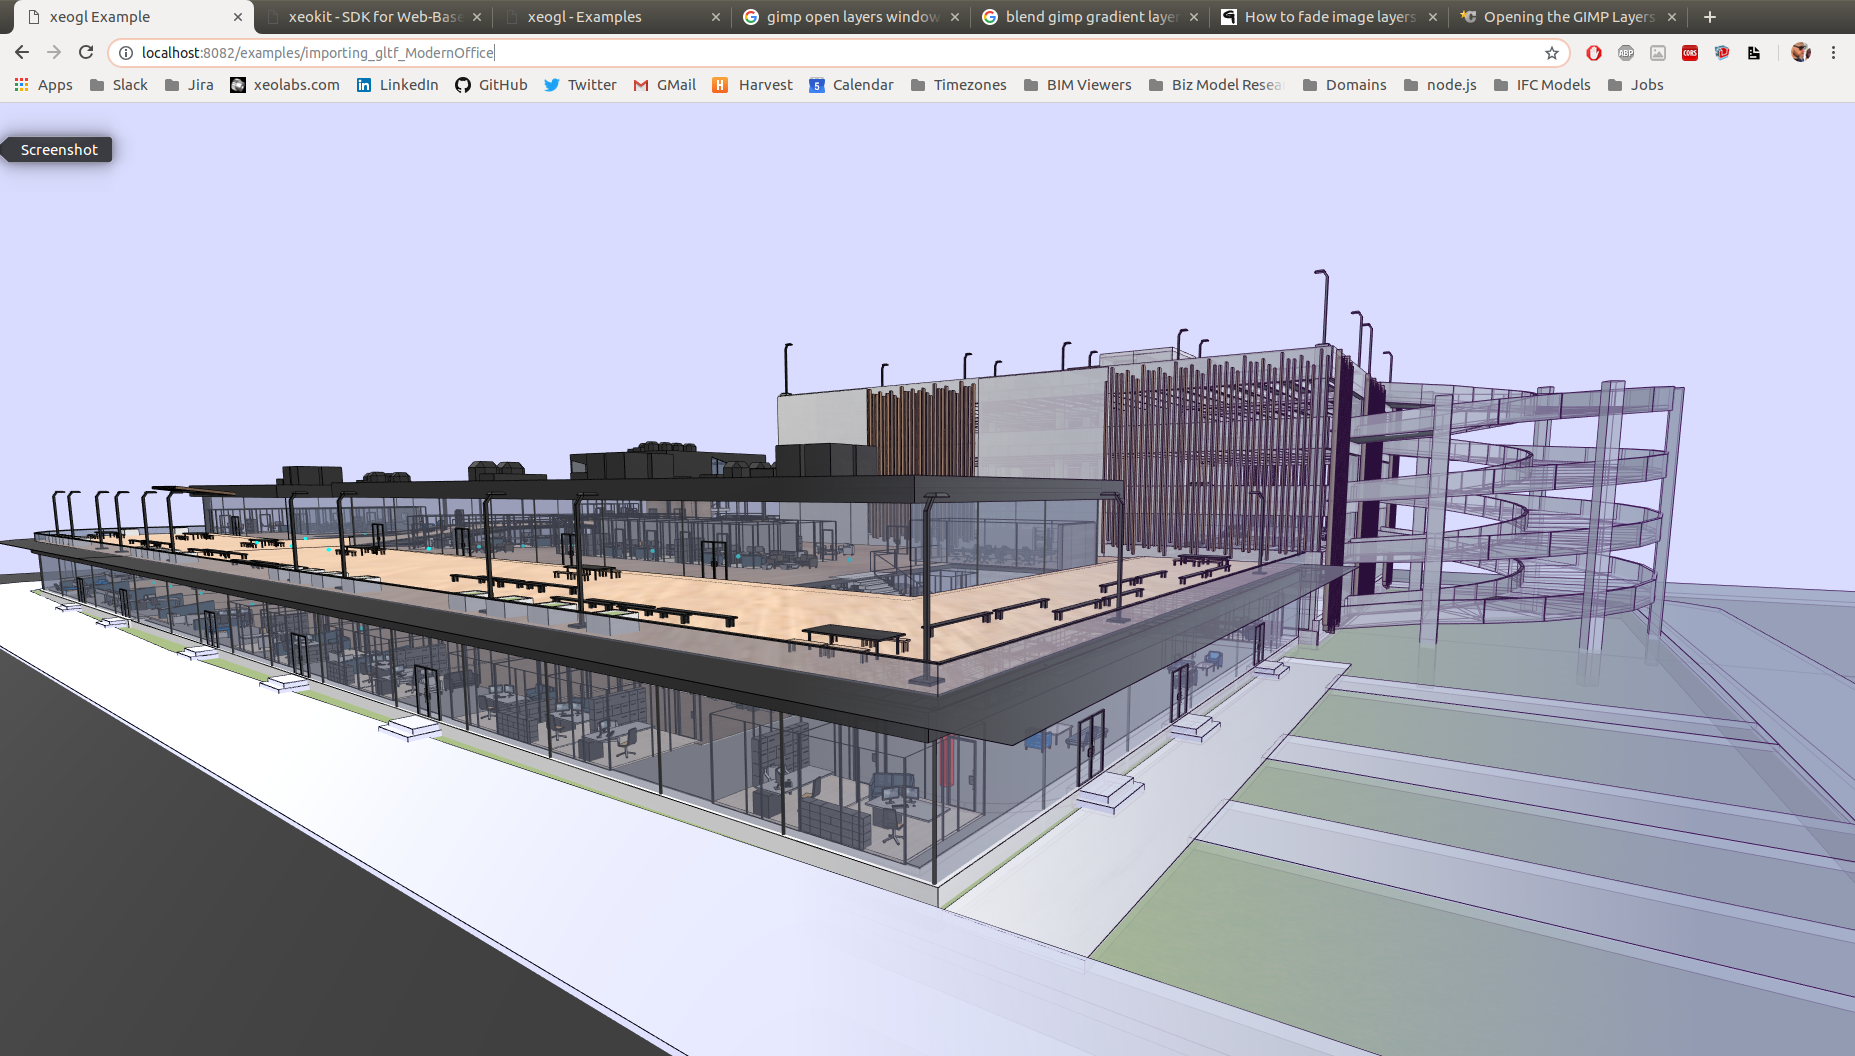 xeogl Example
xeokit - SDK for Web-Base
xeogl - Examples
gimp open layers window
blend gimp gradient layer
How to fade image layers
Opening the GIMP Layers
localhost:8082/examples/importing_gltf_ModernOffice
ABP
CORS
Apps
Slack
Jira
xeolabs.com
LinkedIn
GitHub
Twitter
GMail
Harvest
Calendar
Timezones
BIM Viewers
Biz Model Resea
Domains
node.js
IFC Models
Jobs
Screenshot